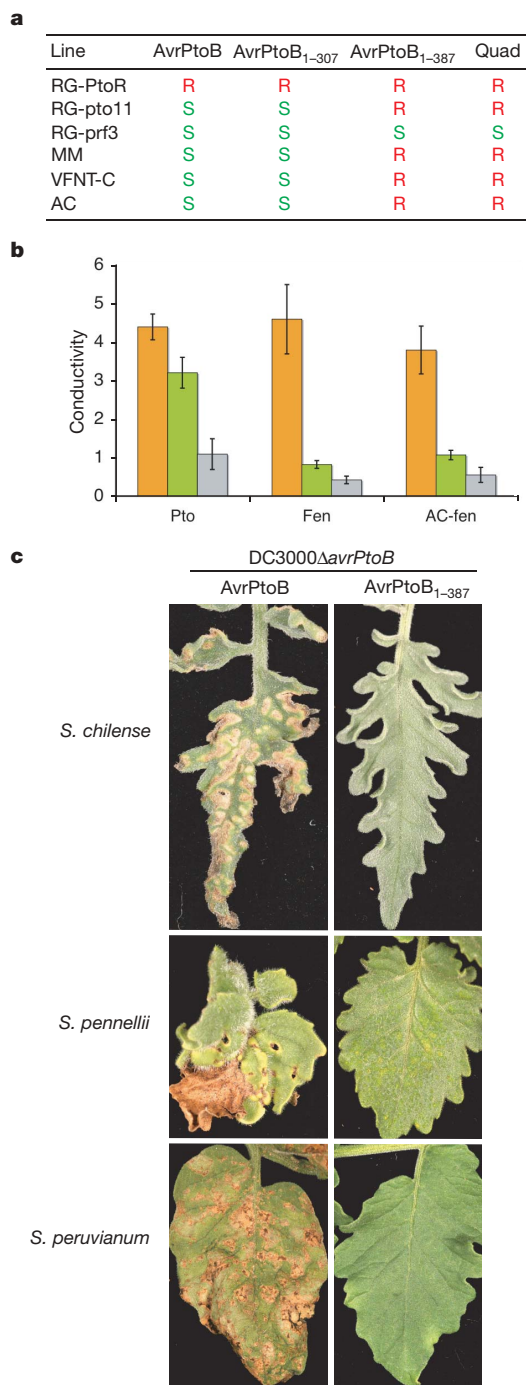 a
Line AvrPtoB AvrPtoB1–307 AvrPtoB1–387 Quad
RG-PtoR R R R R
RG-pto11 S S R R
RG-prf3 S S S S
MM S S R R
VFNT-C S S R R
AC S S R R
b
Conductivity
6
5
4
3
2
1
0
Pto Fen AC-fen
c
DC3000ΔavrPtoB
AvrPtoB AvrPtoB1–387
S. chilense
S. pennellii
S. peruvianum